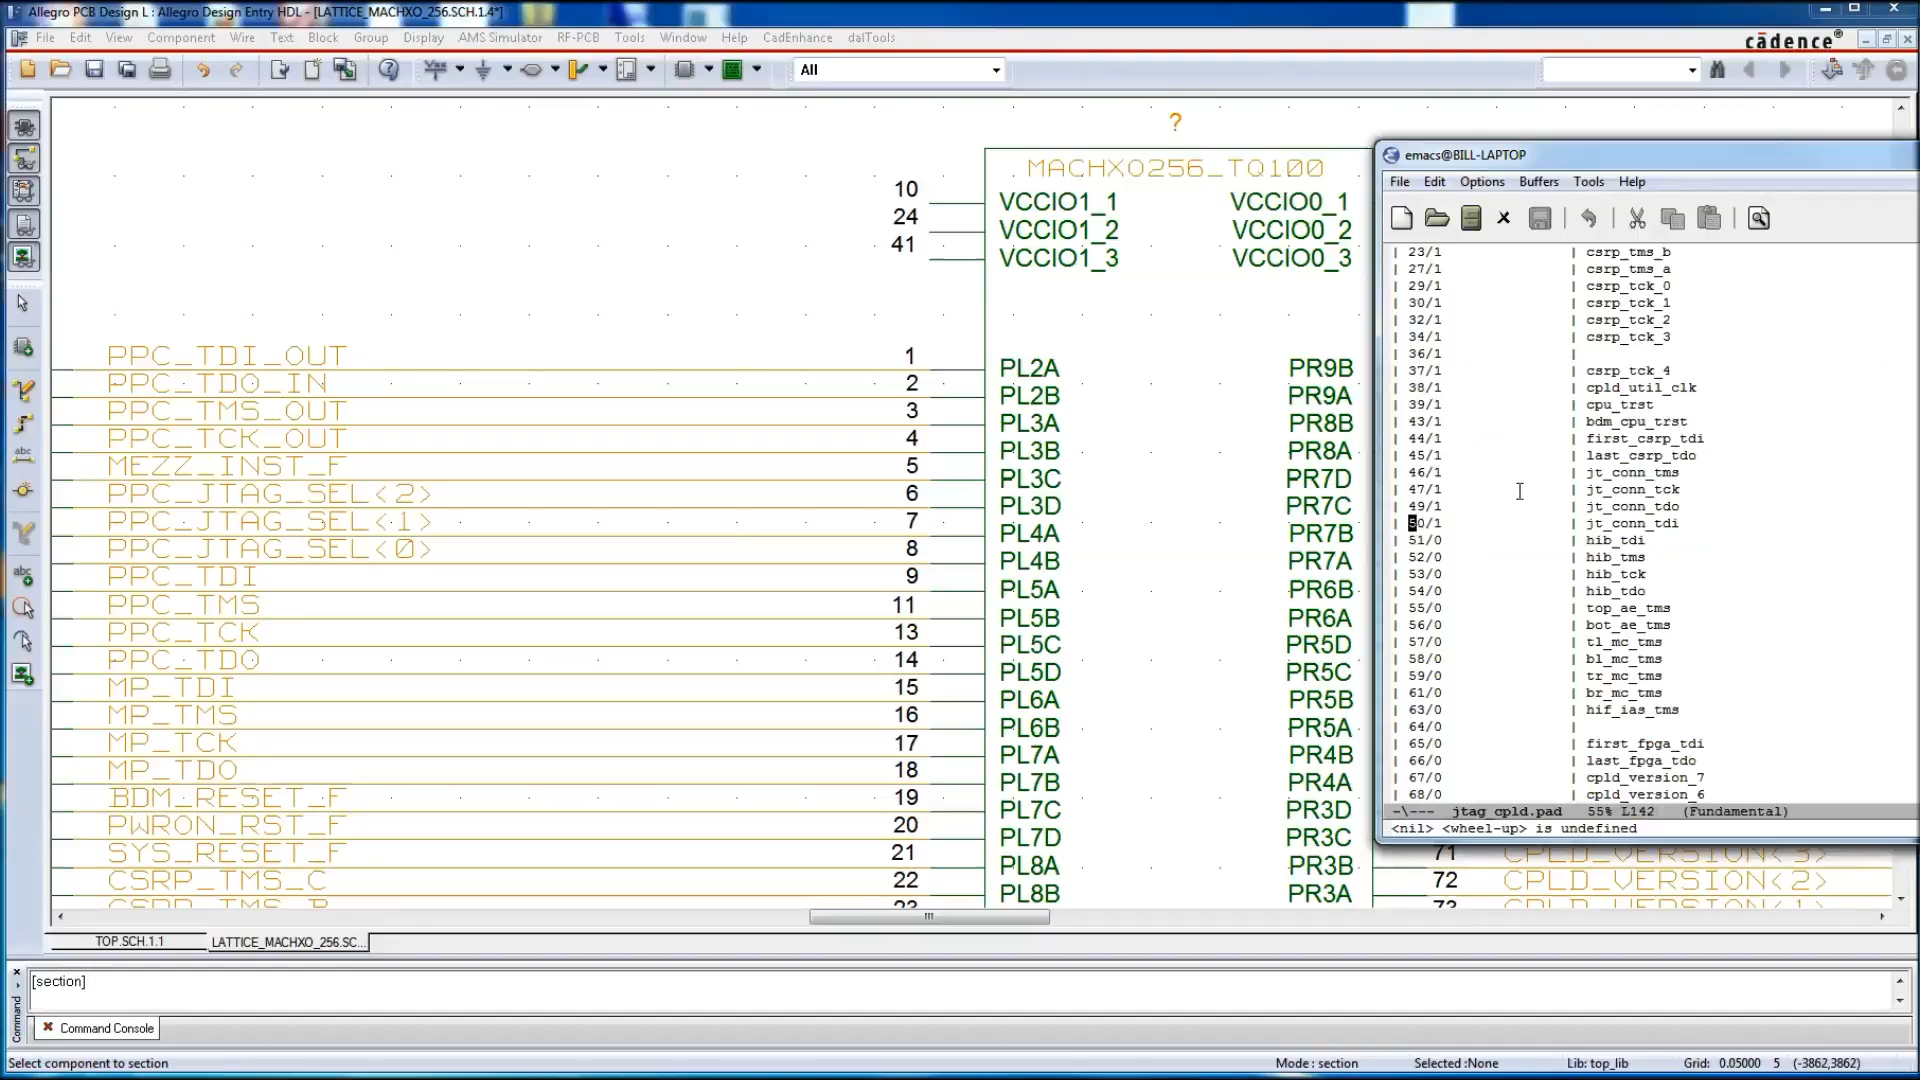 Allegro PCB Design L : Allegro Design Entry HDL - [LATTICE_MACHXO_256.SCH.1.4*]
File Edit View Component Wire Text Block Group Display AMS Simulator RF-PCB Tools Window Help CadEnhance dalTools
cādence®
All
?
MACHXO256_TQ100
10 VCCIO1_1 VCCIO0_1
24 VCCIO1_2 VCCIO0_2
41 VCCIO1_3 VCCIO0_3
PPC_TDI_OUT 1 PL2A PR9B
PPC_TDO_IN 2 PL2B PR9A
PPC_TMS_OUT 3 PL3A PR8B
PPC_TCK_OUT 4 PL3B PR8A
MEZZ_INST_F 5 PL3C PR7D
PPC_JTAG_SEL<2> 6 PL3D PR7C
PPC_JTAG_SEL<1> 7 PL4A PR7B
PPC_JTAG_SEL<0> 8 PL4B PR7A
PPC_TDI 9 PL5A PR6B
PPC_TMS 11 PL5B PR6A
PPC_TCK 13 PL5C PR5D
PPC_TDO 14 PL5D PR5C
MP_TDI 15 PL6A PR5B
MP_TMS 16 PL6B PR5A
MP_TCK 17 PL7A PR4B
MP_TDO 18 PL7B PR4A
BDM_RESET_F 19 PL7C PR3D
PWRON_RST_F 20 PL7D PR3C
SYS_RESET_F 21 PL8A PR3B 71 CPLD_VERSION<3>
CSRP_TMS_C 22 PL8B PR3A 72 CPLD_VERSION<2>
CSRP_TMS_B 23 73 CPLD_VERSION<1>
emacs@BILL-LAPTOP
File Edit Options Buffers Tools Help
| 23/1 | csrp_tms_b
| 27/1 | csrp_tms_a
| 29/1 | csrp_tck_0
| 30/1 | csrp_tck_1
| 32/1 | csrp_tck_2
| 34/1 | csrp_tck_3
| 36/1 |
| 37/1 | csrp_tck_4
| 38/1 | cpld_util_clk
| 39/1 | cpu_trst
| 43/1 | bdm_cpu_trst
| 44/1 | first_csrp_tdi
| 45/1 | last_csrp_tdo
| 46/1 | jt_conn_tms
| 47/1 | jt_conn_tck
| 49/1 | jt_conn_tdo
| 50/1 | jt_conn_tdi
| 51/0 | hib_tdi
| 52/0 | hib_tms
| 53/0 | hib_tck
| 54/0 | hib_tdo
| 55/0 | top_ae_tms
| 56/0 | bot_ae_tms
| 57/0 | tl_mc_tms
| 58/0 | bl_mc_tms
| 59/0 | tr_mc_tms
| 61/0 | br_mc_tms
| 63/0 | hif_ias_tms
| 64/0 |
| 65/0 | first_fpga_tdi
| 66/0 | last_fpga_tdo
| 67/0 | cpld_version_7
| 68/0 | cpld_version_6
-\--- jtag_cpld.pad 55% L142 (Fundamental)
<nil> <wheel-up> is undefined
TOP.SCH.1.1 LATTICE_MACHXO_256.SC...
[section]
Command
Command Console
Select component to section Mode : section Selected :None Lib: top_lib Grid: 0.05000 5 (-3862,3862)